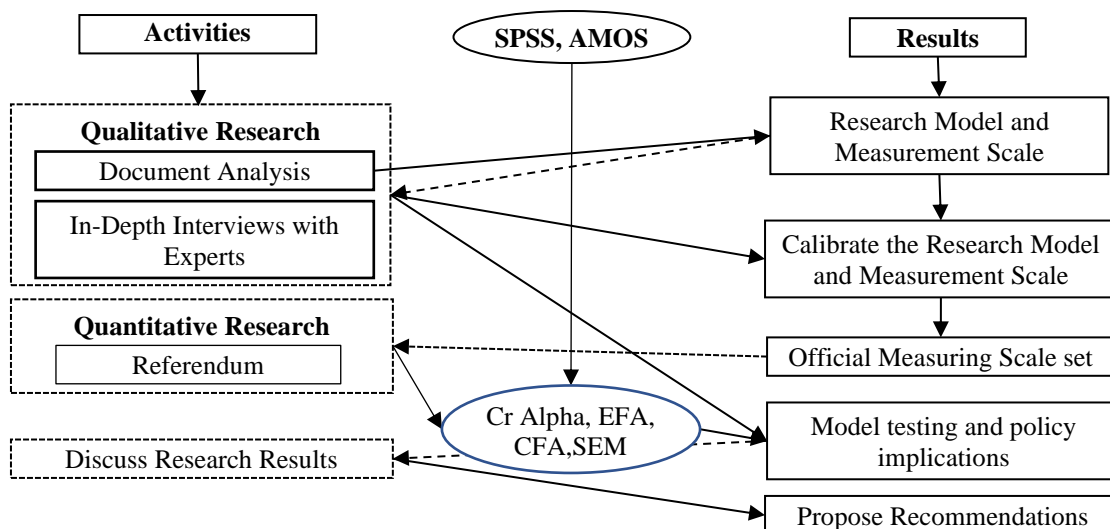 Activities
SPSS, AMOS
Results
Qualitative Research
Document Analysis
In-Depth Interviews with
Experts
Research Model and
Measurement Scale
Calibrate the Research Model
and Measurement Scale
Quantitative Research
Referendum
Official Measuring Scale set
Cr Alpha, EFA,
CFA,SEM
Model testing and policy
implications
Discuss Research Results
Propose Recommendations